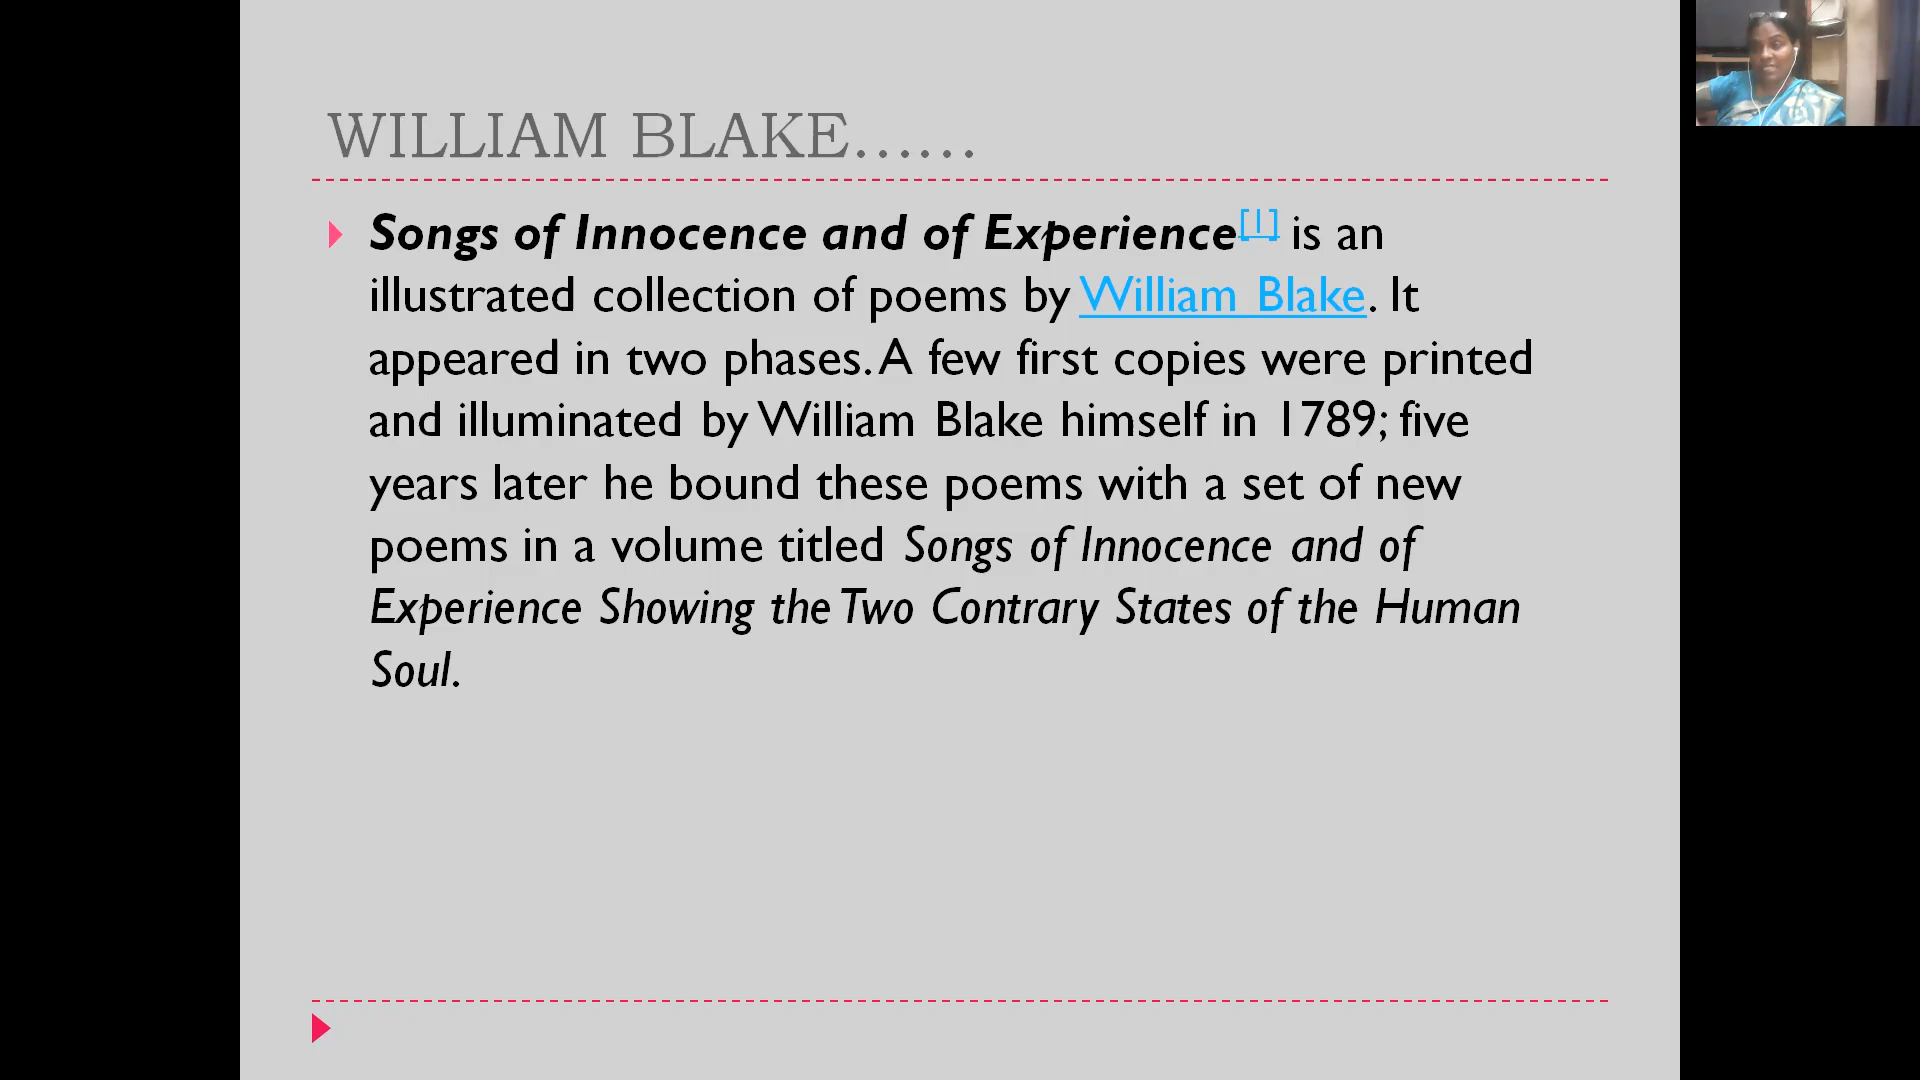 WILLIAM BLAKE......
Songs of Innocence and of Experience[1] is an
illustrated collection of poems by William Blake. It
appeared in two phases. A few first copies were printed
and illuminated by William Blake himself in 1789; five
years later he bound these poems with a set of new
poems in a volume titled Songs of Innocence and of
Experience Showing the Two Contrary States of the Human
Soul.